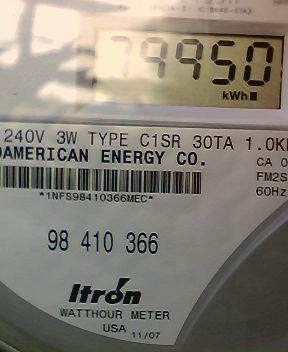 79950
kWh
240V 3W TYPE C1SR 30TA 1.0K
AMERICAN ENERGY CO.
CA 0
FM2S
60Hz
*1NFS98410366MEC*
98 410 366
Itron
WATTHOUR METER
USA 11/07